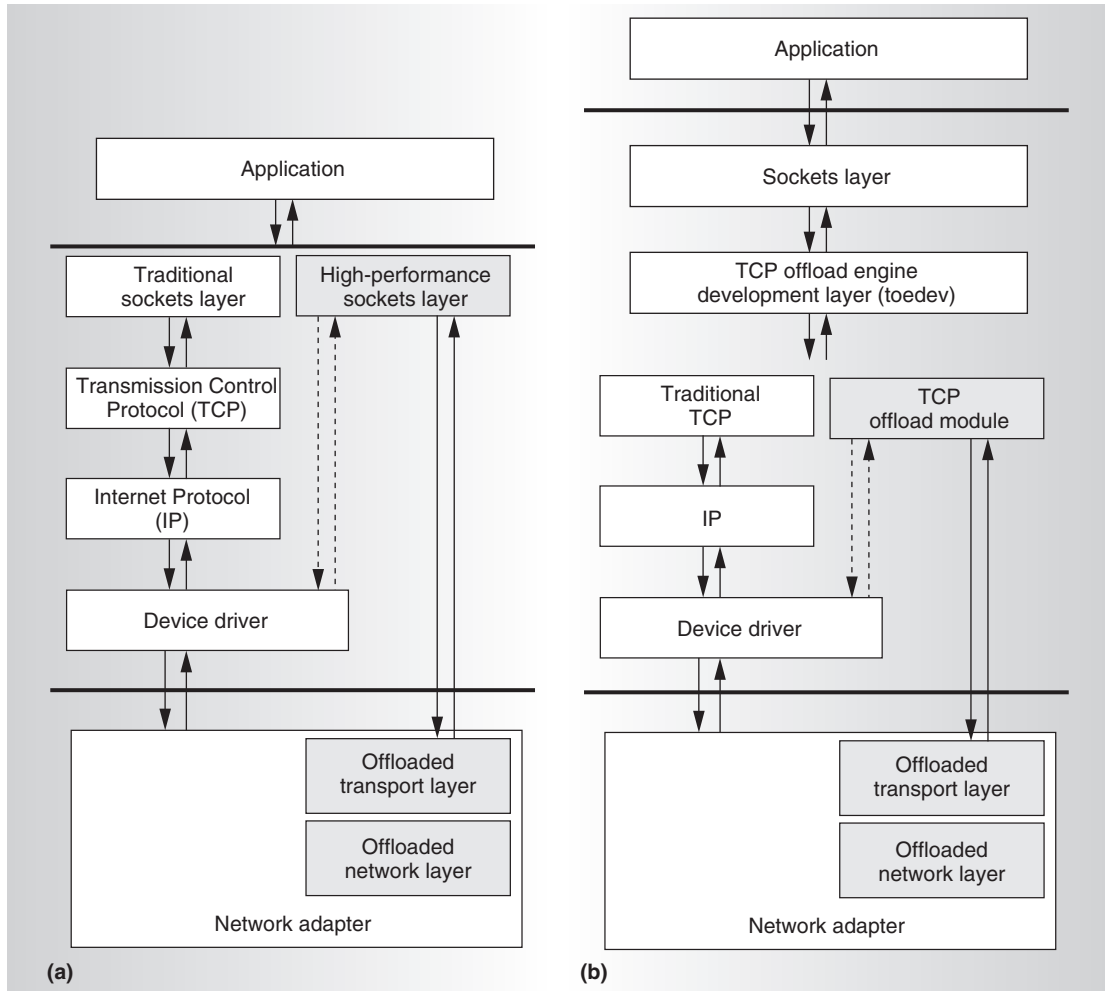 Application
Traditional
sockets layer
High-performance
sockets layer
Transmission Control
Protocol (TCP)
Internet Protocol
(IP)
Device driver
Offloaded
transport layer
Offloaded
network layer
Network adapter
(a)
Application
Sockets layer
TCP offload engine
development layer (toedev)
Traditional
TCP
TCP
offload module
IP
Device driver
Offloaded
transport layer
Offloaded
network layer
Network adapter
(b)